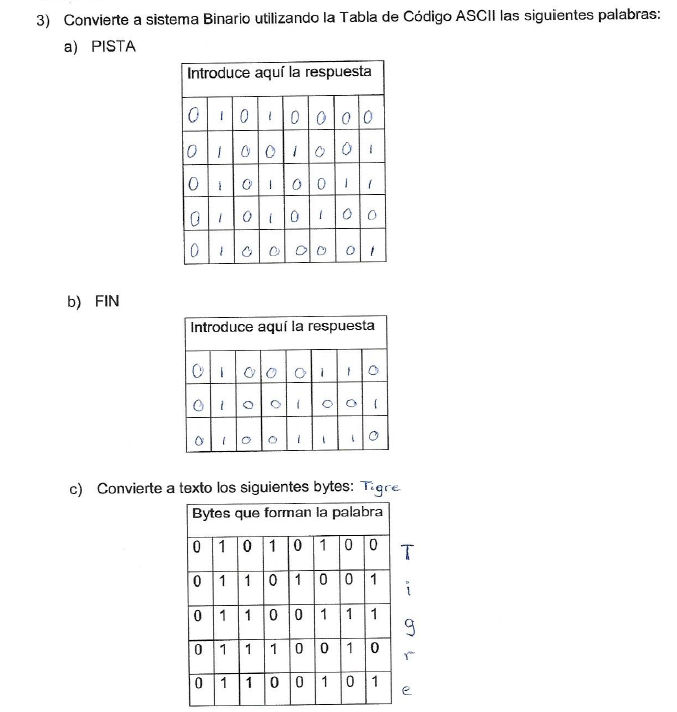 3) Convierte a sistema Binario utilizando la Tabla de Código ASCII las siguientes palabras:
a) PISTA
Introduce aquí la respuesta
0 1 0 1 0 0 0 0
0 1 0 0 1 0 0 1
0 1 0 1 0 0 1 1
0 1 0 1 0 1 0 0
0 1 0 0 0 0 0 1
b) FIN
Introduce aquí la respuesta
0 1 0 0 0 1 1 0
0 1 0 0 1 0 0 1
0 1 0 0 1 1 1 0
c) Convierte a texto los siguientes bytes: Tigre
Bytes que forman la palabra
0 1 0 1 0 1 0 0 T
0 1 1 0 1 0 0 1 i
0 1 1 0 0 1 1 1 g
0 1 1 1 0 0 1 0 r
0 1 1 0 0 1 0 1 e